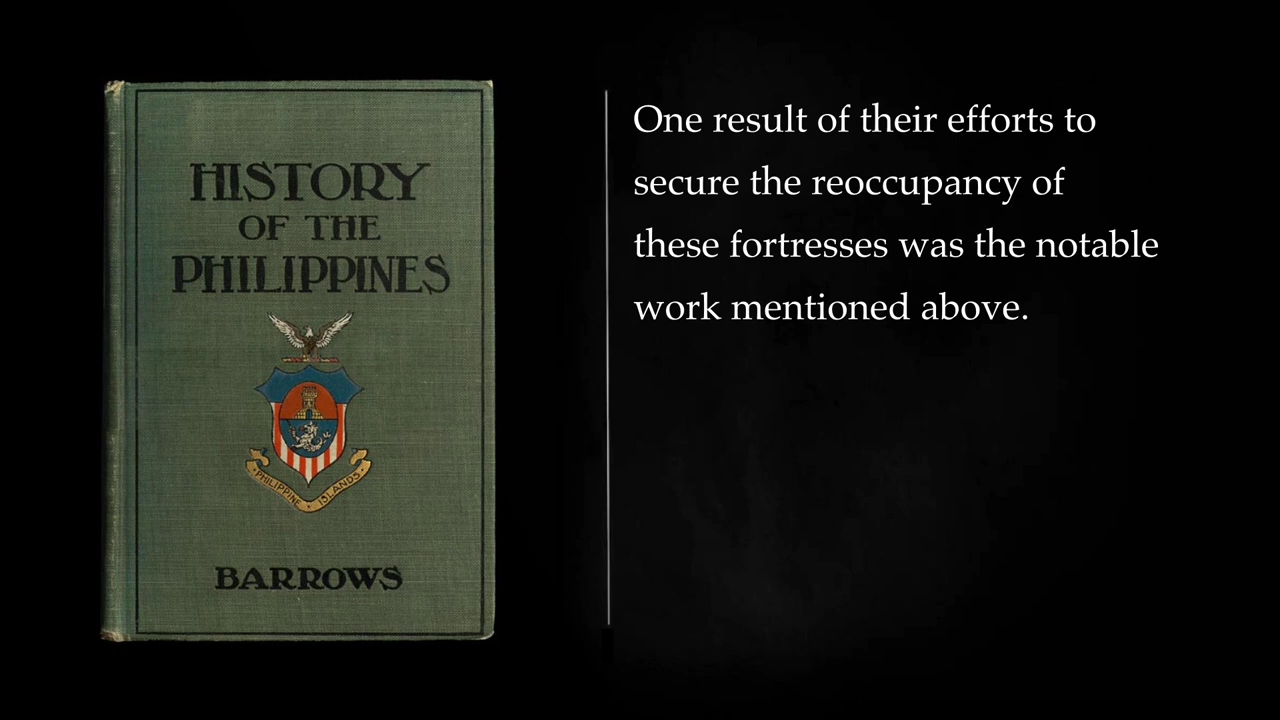 HISTORY
OF THE
PHILIPPINES
PHILIPPINE ISLANDS
BARROWS
One result of their efforts to
secure the reoccupancy of
these fortresses was the notable
work mentioned above.